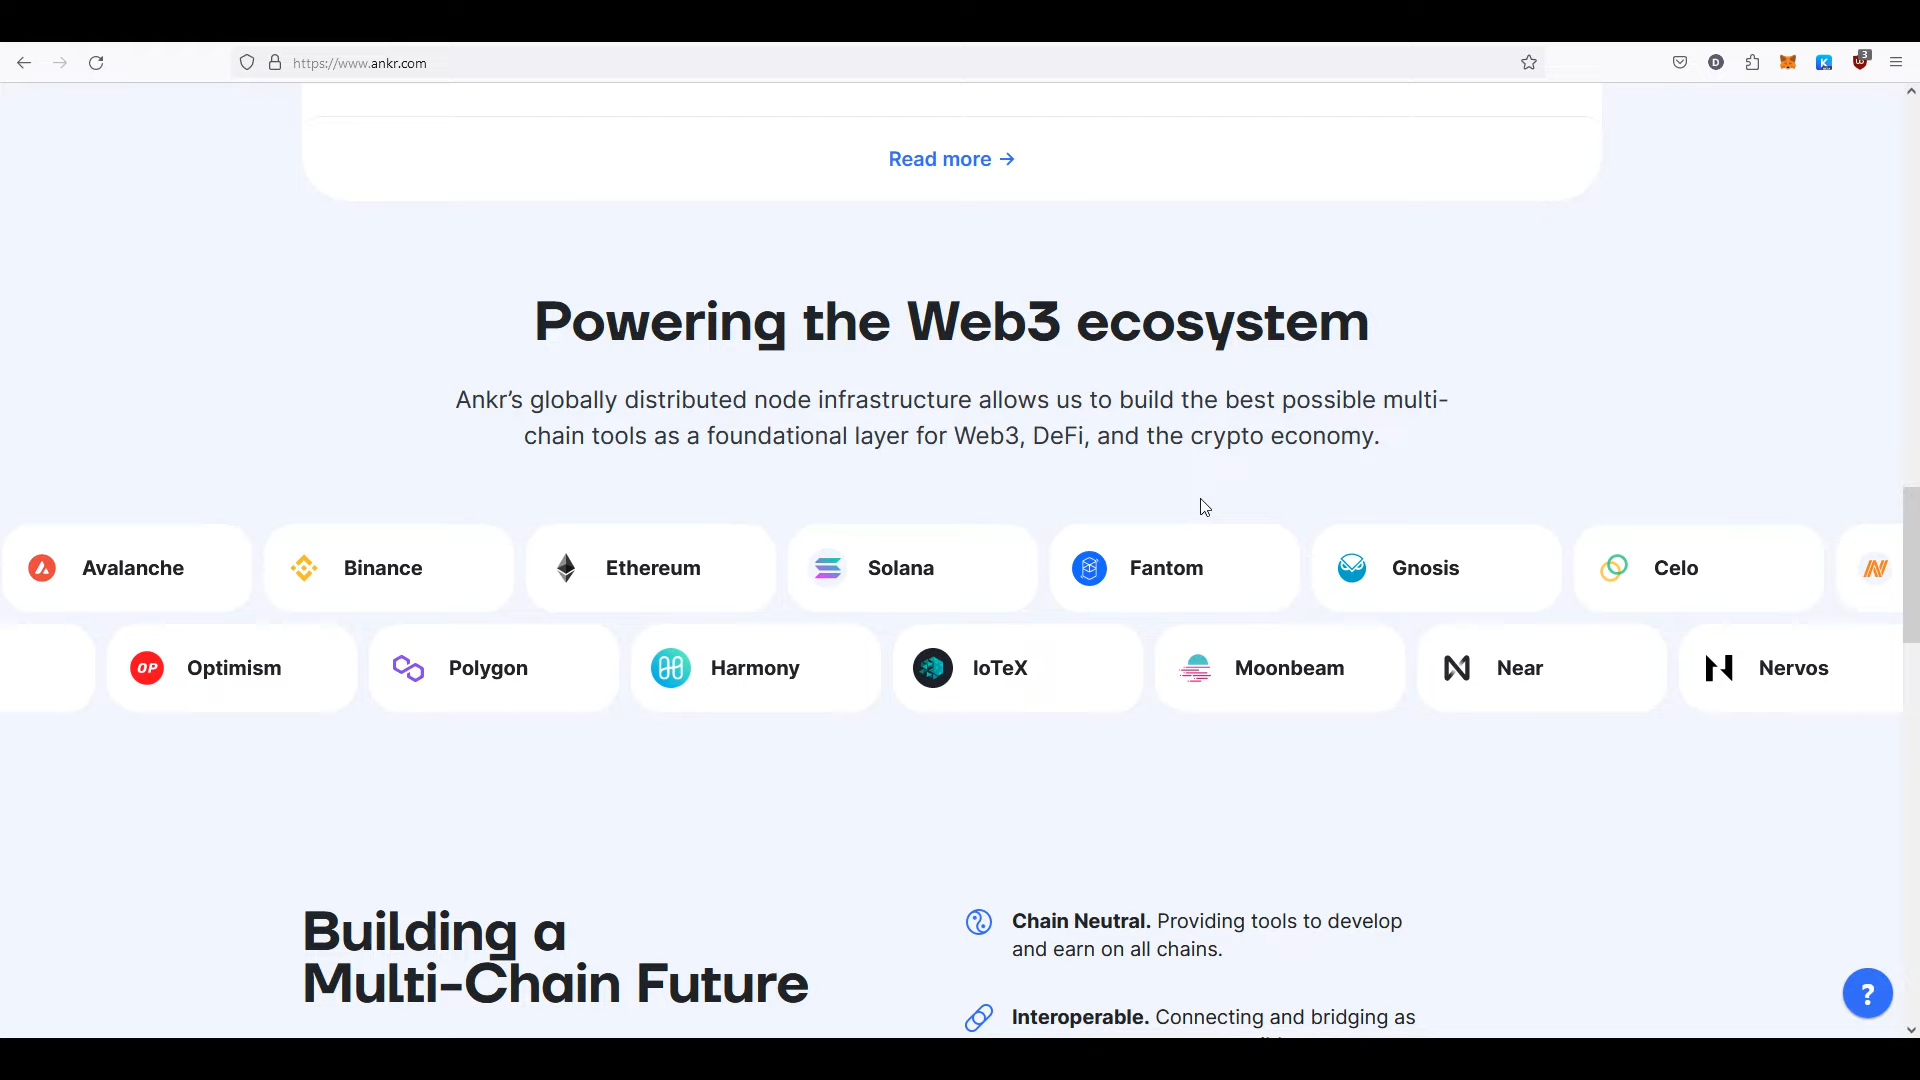 https://www.ankr.com
D
K
3
Read more →
Powering the Web3 ecosystem
Ankr’s globally distributed node infrastructure allows us to build the best possible multi-
chain tools as a foundational layer for Web3, DeFi, and the crypto economy.
Avalanche Binance Ethereum Solana Fantom Gnosis Celo
OP Optimism Polygon Harmony IoTeX Moonbeam Near Nervos
Building a
Multi-Chain Future
Chain Neutral. Providing tools to develop
and earn on all chains.
Interoperable. Connecting and bridging as
?